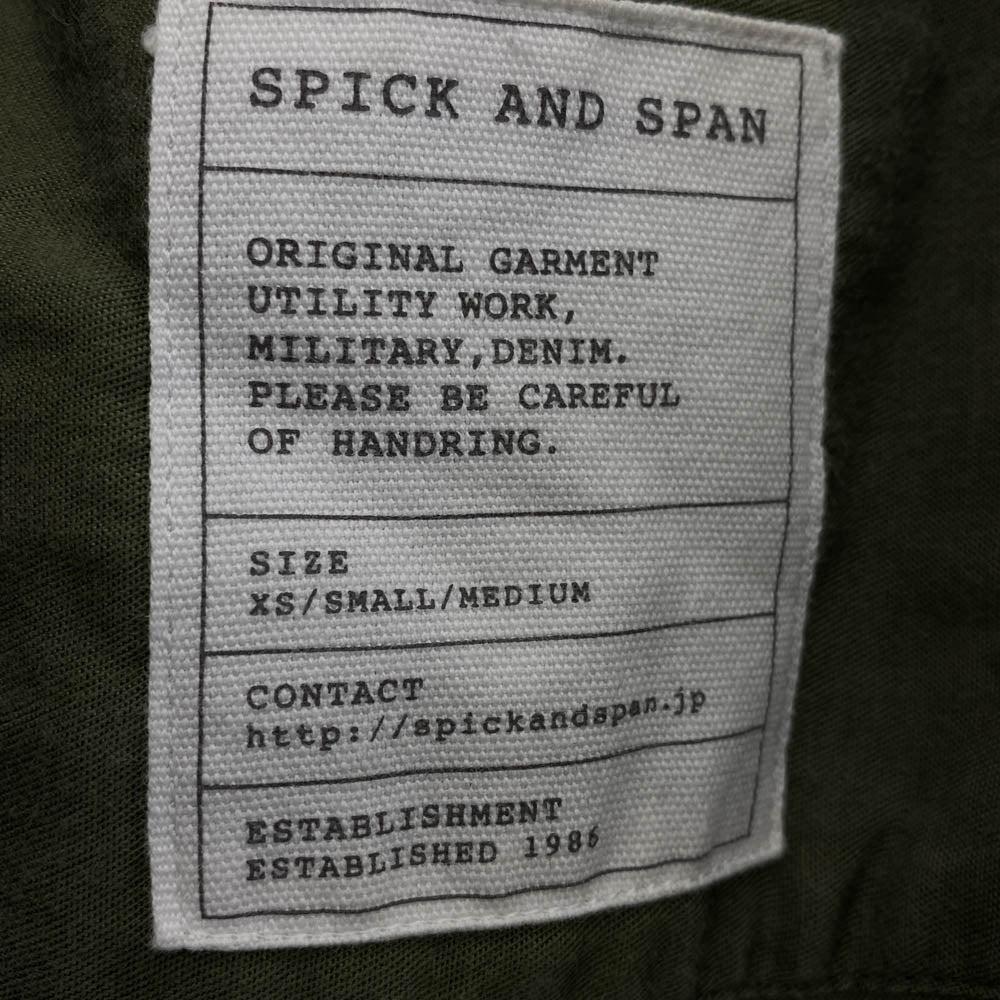 SPICK AND SPAN
ORIGINAL GARMENT
UTILITY WORK,
MILITARY,DENIM.
PLEASE BE CAREFUL
OF HANDRING.
SIZE
XS/SMALL/MEDIUM
CONTACT
http://spickandspan.jp
ESTABLISHMENT
ESTABLISHED 1986